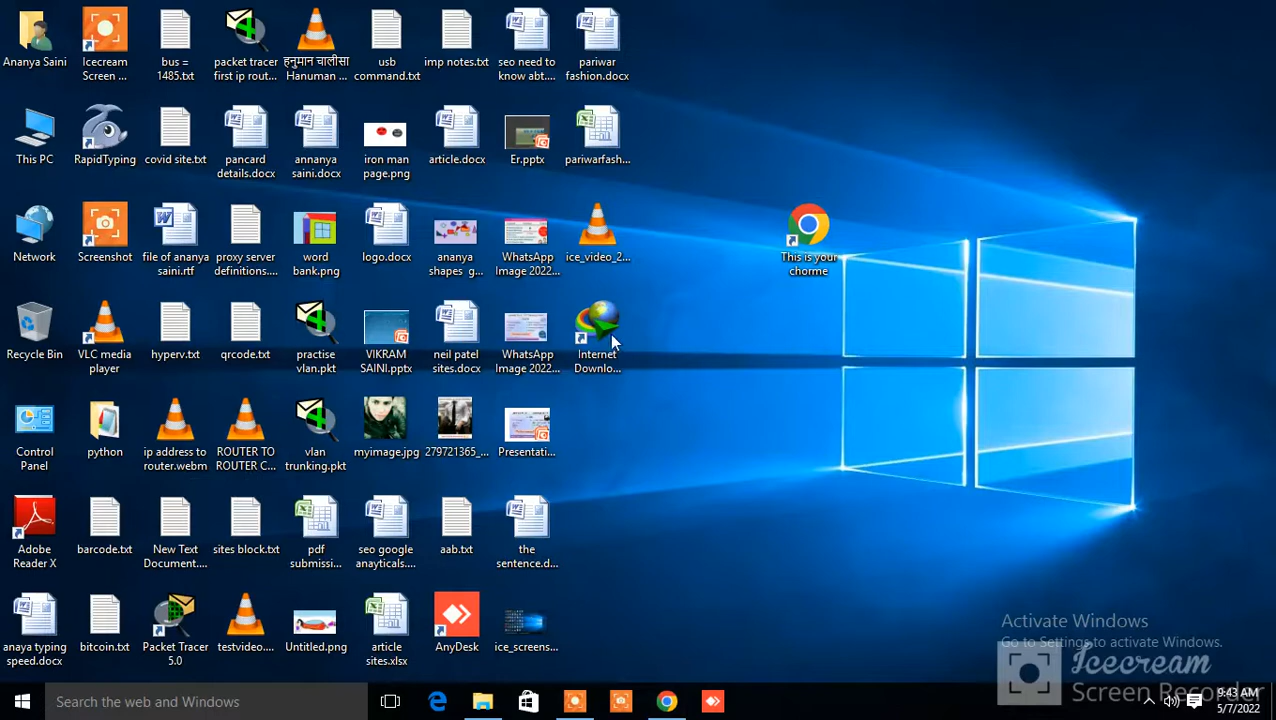 Ananya Saini
Icecream
Screen ...
bus =
1485.txt
packet tracer
first ip rout...
हनुमान चालीसा
Hanuman ...
usb
command.txt
imp notes.txt
seo need to
know abt....
pariwar
fashion.docx
This PC
RapidTyping
covid site.txt
pancard
details.docx
annanya
saini.docx
iron man
page.png
article.docx
Er.pptx
pariwarfash...
Network
Screenshot
file of ananya
saini.rtf
proxy server
definitions....
word
bank.png
logo.docx
ananya
shapes g...
WhatsApp
Image 2022...
ice_video_2...
This is your
chorme
Recycle Bin
VLC media
player
hyperv.txt
qrcode.txt
practise
vlan.pkt
VIKRAM
SAINI.pptx
neil patel
sites.docx
WhatsApp
Image 2022...
Internet
Downlo...
Control
Panel
python
ip address to
router.webm
ROUTER TO
ROUTER C...
vlan
trunking.pkt
myimage.jpg
279721365_...
Presentati...
Adobe
Reader X
barcode.txt
New Text
Document....
sites block.txt
pdf
submissi...
seo google
anayticals....
aab.txt
the
sentence.d...
anaya typing
speed.docx
bitcoin.txt
Packet Tracer
5.0
testvideo....
Untitled.png
article
sites.xlsx
AnyDesk
ice_screens...
Activate Windows
Go to Settings to activate Windows.
Icecream
Screen Recorder
Search the web and Windows
9:43 AM
5/7/2022